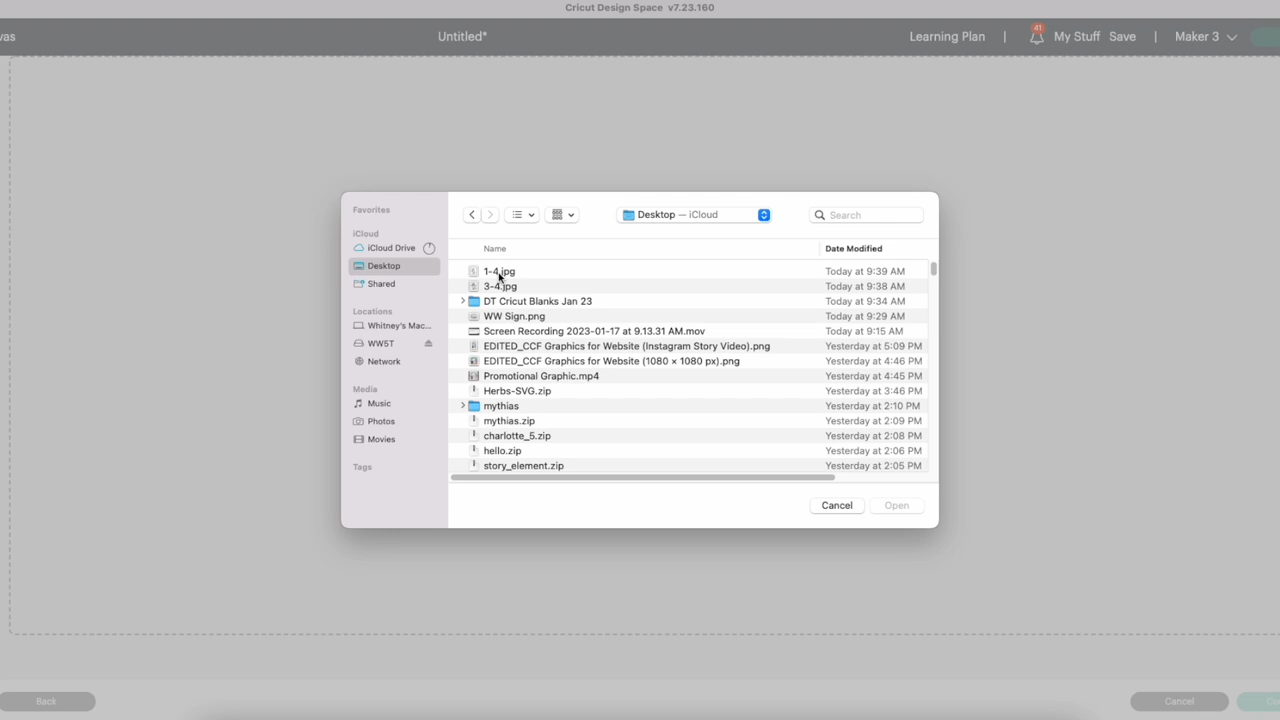 Cricut Design Space v7.23.160
vas Untitled* Learning Plan | 41 My Stuff Save | Maker 3
Favorites
iCloud
iCloud Drive
Desktop
Shared
Locations
Whitney's Mac...
WW5T
Network
Media
Music
Photos
Movies
Tags
Desktop — iCloud
Search
Name Date Modified
1-4.jpg Today at 9:39 AM
3-4.jpg Today at 9:38 AM
DT Cricut Blanks Jan 23 Today at 9:34 AM
WW Sign.png Today at 9:29 AM
Screen Recording 2023-01-17 at 9.13.31 AM.mov Today at 9:15 AM
EDITED_CCF Graphics for Website (Instagram Story Video).png Yesterday at 5:09 PM
EDITED_CCF Graphics for Website (1080 × 1080 px).png Yesterday at 4:46 PM
Promotional Graphic.mp4 Yesterday at 4:45 PM
Herbs-SVG.zip Yesterday at 3:46 PM
mythias Yesterday at 2:10 PM
mythias.zip Yesterday at 2:09 PM
charlotte_5.zip Yesterday at 2:08 PM
hello.zip Yesterday at 2:06 PM
story_element.zip Yesterday at 2:05 PM
Cancel Open
Back Cancel